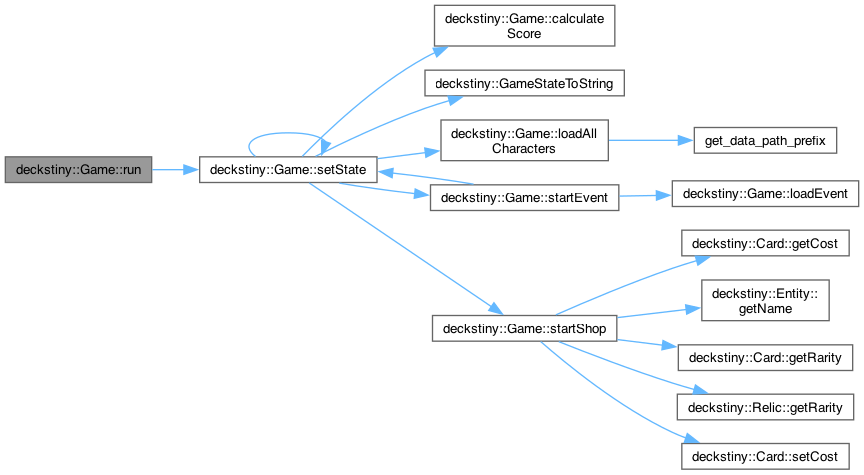 deckstiny::Game::run
deckstiny::Game::setState
deckstiny::Game::calculate
Score
deckstiny::GameStateToString
deckstiny::Game::loadAll
Characters
get_data_path_prefix
deckstiny::Game::startEvent
deckstiny::Game::loadEvent
deckstiny::Game::startShop
deckstiny::Card::getCost
deckstiny::Entity::
getName
deckstiny::Card::getRarity
deckstiny::Relic::getRarity
deckstiny::Card::setCost